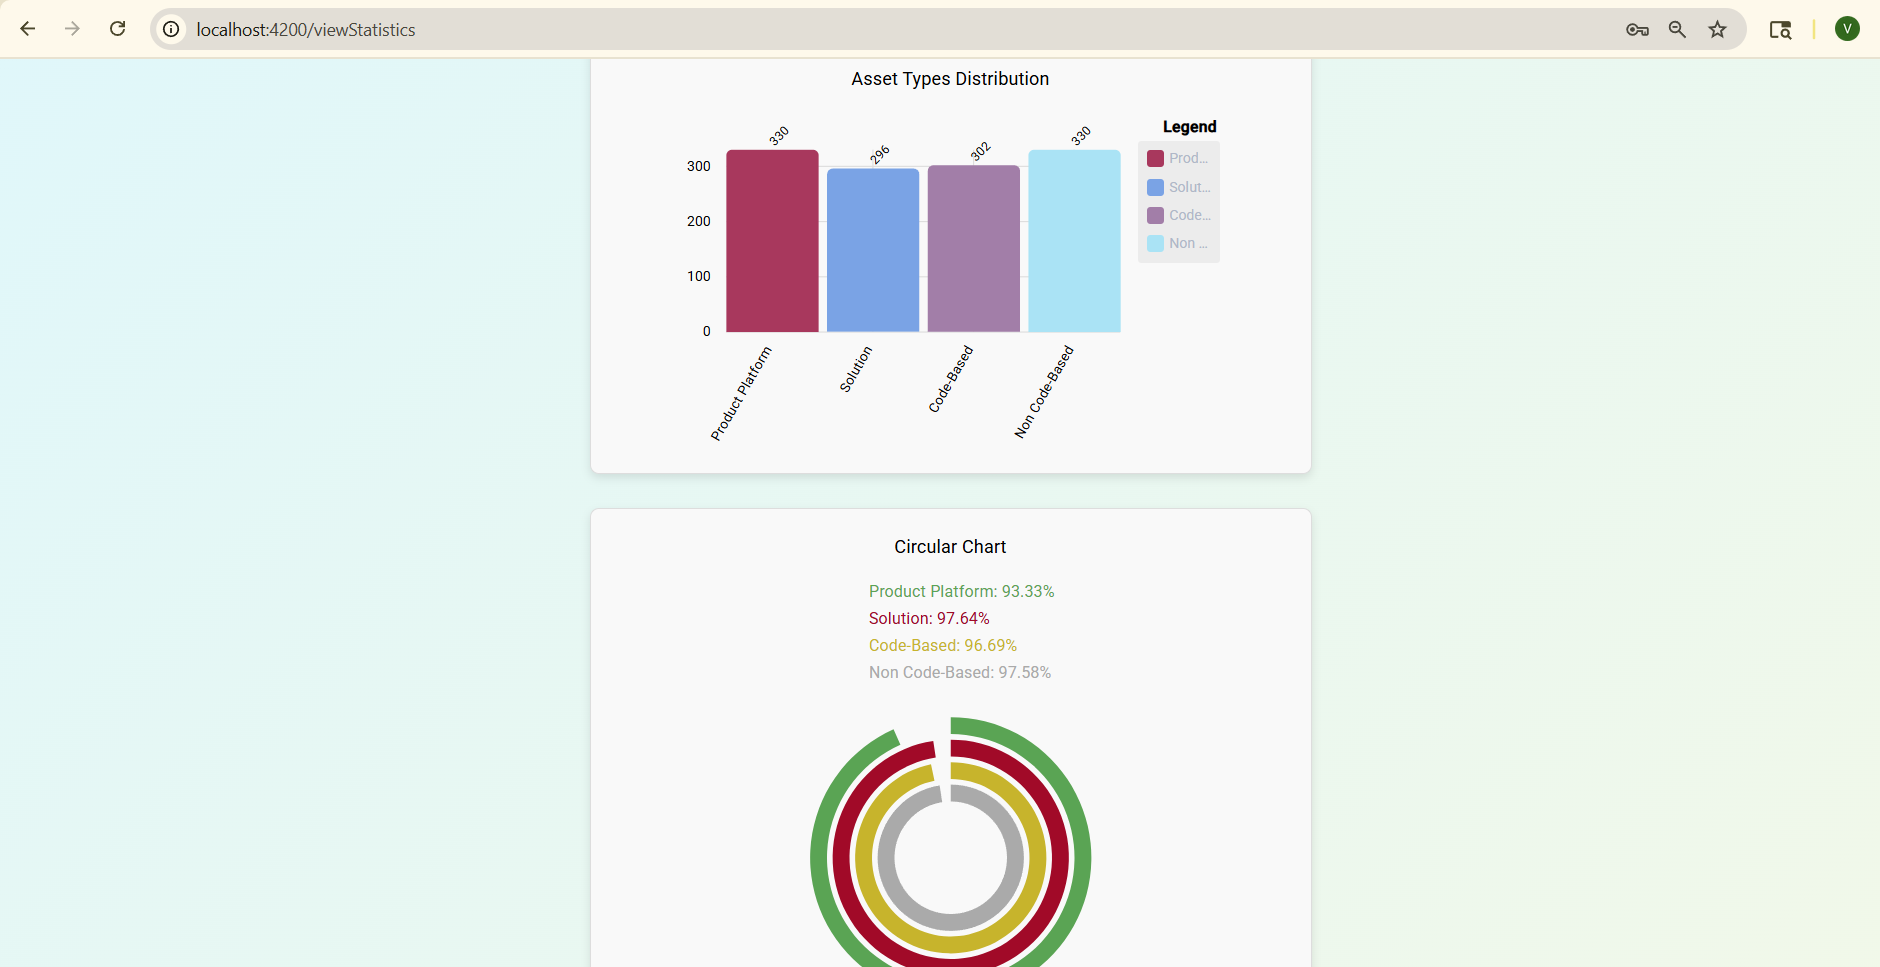 localhost:4200/viewStatistics
V
Asset Types Distribution
330
296
302
330
Legend
Prod...
Solut...
Code...
Non ...
300
200
100
0
Product Platform
Solution
Code-Based
Non Code-Based
Circular Chart
Product Platform: 93.33%
Solution: 97.64%
Code-Based: 96.69%
Non Code-Based: 97.58%